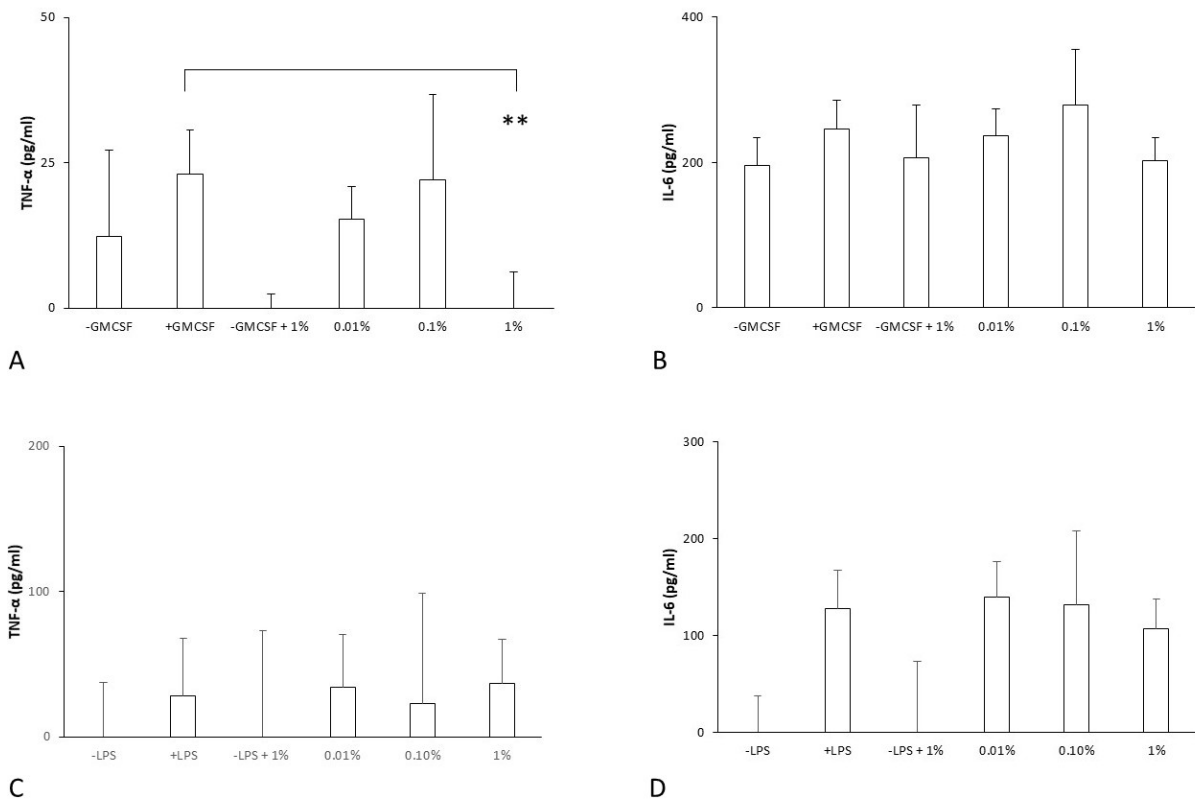 50
25
0
TNF-α (pg/ml)
**
-GMCSF +GMCSF -GMCSF + 1% 0.01% 0.1% 1%
A
400
200
0
IL-6 (pg/ml)
-GMCSF +GMCSF -GMCSF + 1% 0.01% 0.1% 1%
B
200
100
0
TNF-α (pg/ml)
-LPS +LPS -LPS + 1% 0.01% 0.10% 1%
C
300
200
100
0
IL-6 (pg/ml)
-LPS +LPS -LPS + 1% 0.01% 0.10% 1%
D